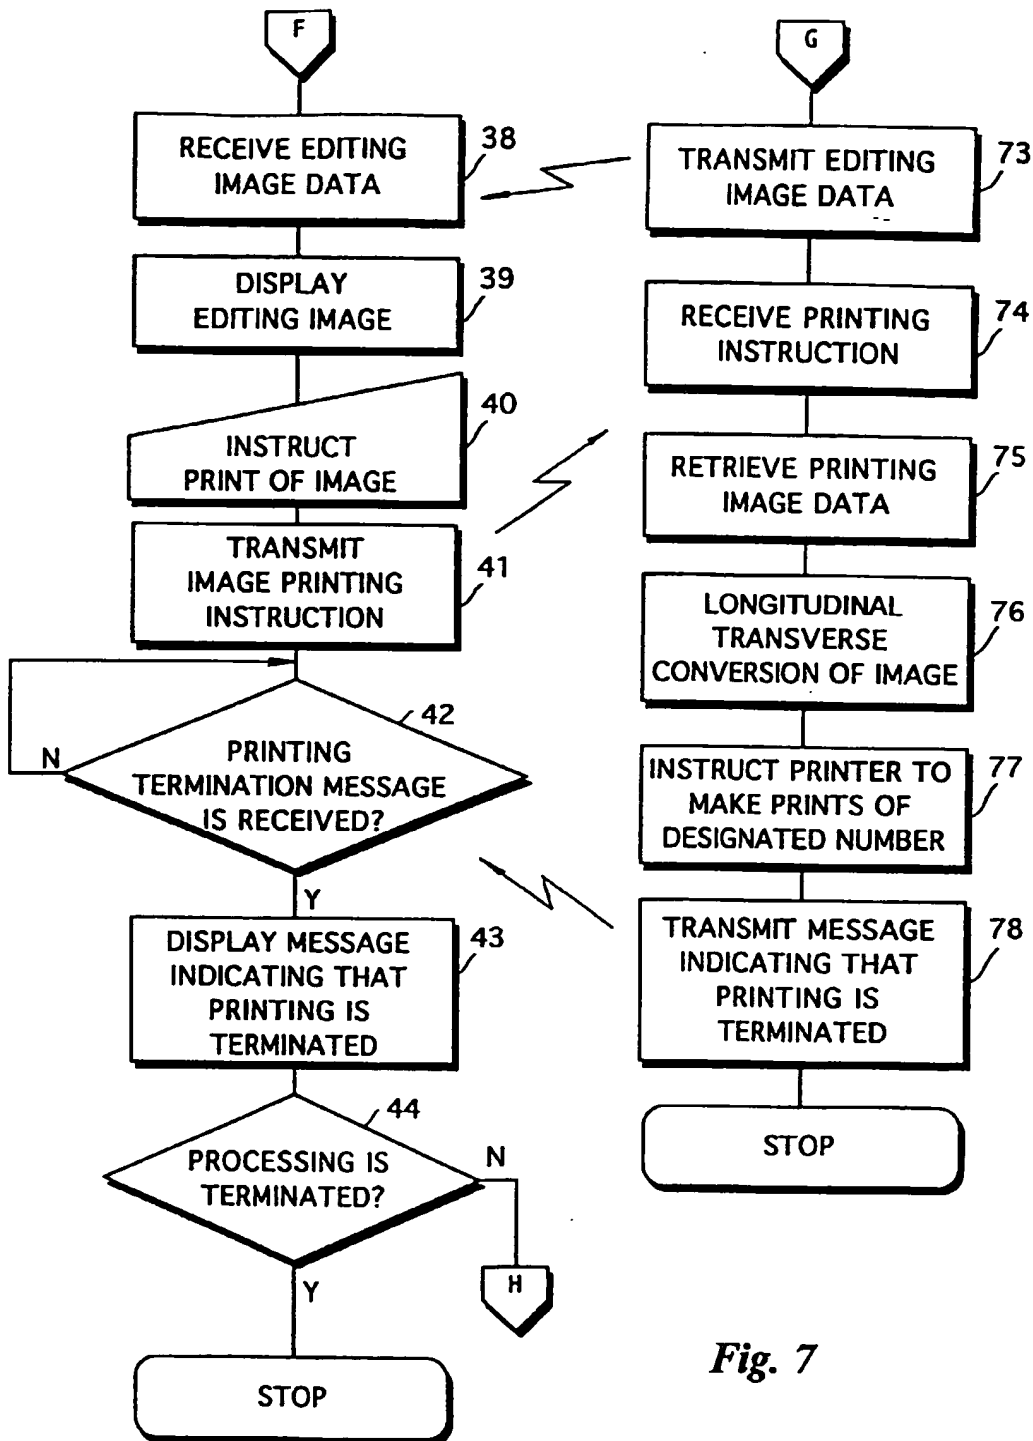 F
RECEIVE EDITING
IMAGE DATA
38
DISPLAY
EDITING IMAGE
39
INSTRUCT
PRINT OF IMAGE
40
TRANSMIT
IMAGE PRINTING
INSTRUCTION
41
PRINTING
TERMINATION MESSAGE
IS RECEIVED?
42
N
Y
DISPLAY MESSAGE
INDICATING THAT
PRINTING IS
TERMINATED
43
PROCESSING IS
TERMINATED?
44
N
H
Y
STOP
G
TRANSMIT EDITING
IMAGE DATA
73
RECEIVE PRINTING
INSTRUCTION
74
RETRIEVE PRINTING
IMAGE DATA
75
LONGITUDINAL
TRANSVERSE
CONVERSION OF IMAGE
76
INSTRUCT PRINTER TO
MAKE PRINTS OF
DESIGNATED NUMBER
77
TRANSMIT MESSAGE
INDICATING THAT
PRINTING IS
TERMINATED
78
STOP
Fig. 7